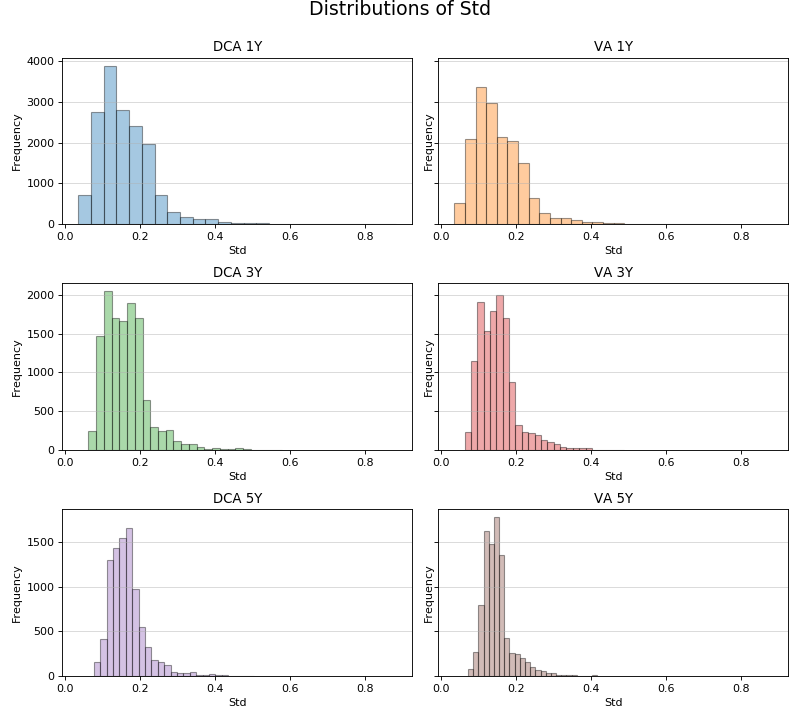 Distributions of Std
DCA 1Y
Frequency
4000
3000
2000
1000
0
0.0 0.2 0.4 0.6 0.8
Std
VA 1Y
Frequency
0.0 0.2 0.4 0.6 0.8
Std
DCA 3Y
Frequency
2000
1500
1000
500
0
0.0 0.2 0.4 0.6 0.8
Std
VA 3Y
Frequency
0.0 0.2 0.4 0.6 0.8
Std
DCA 5Y
Frequency
1500
1000
500
0
0.0 0.2 0.4 0.6 0.8
Std
VA 5Y
Frequency
0.0 0.2 0.4 0.6 0.8
Std